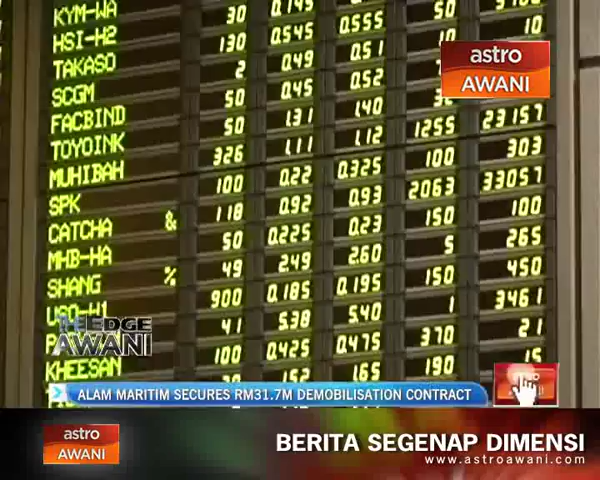 KYM-WA 30 0.145 50
HSI-H2 130 0.545 0.555 10
TAKASO 2 0.49 0.51
SCGM 50 0.45 0.52
FACBIND 50 1.31 1.40
TOYOINK 326 1.11 1.12 1255 23157
MUHIBAH 100 0.22 0.325 100 303
SPK 118 0.92 0.93 2063 33057
CATCHA & 50 0.225 0.23 150 100
MHB-HA 49 2.49 2.60 5 265
SHANG % 900 0.185 0.195 150 450
41 5.38 5.40 1 3461
100 0.425 0.475 370 21
KHEESAN 30 152 165 190 15
astro
AWANI
THE EDGE
AWANI
ALAM MARITIM SECURES RM31.7M DEMOBILISATION CONTRACT
astro
AWANI
BERITA SEGENAP DIMENSI
www.astroawani.com